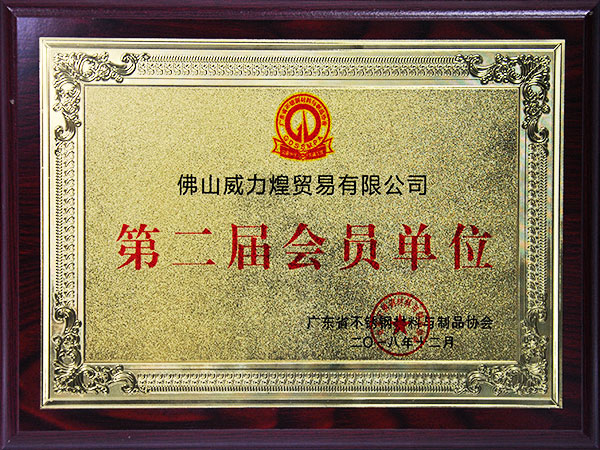 佛山威力煌贸易有限公司
第二届会员单位
广东省不锈钢材料与制品协会
二〇一八年十二月